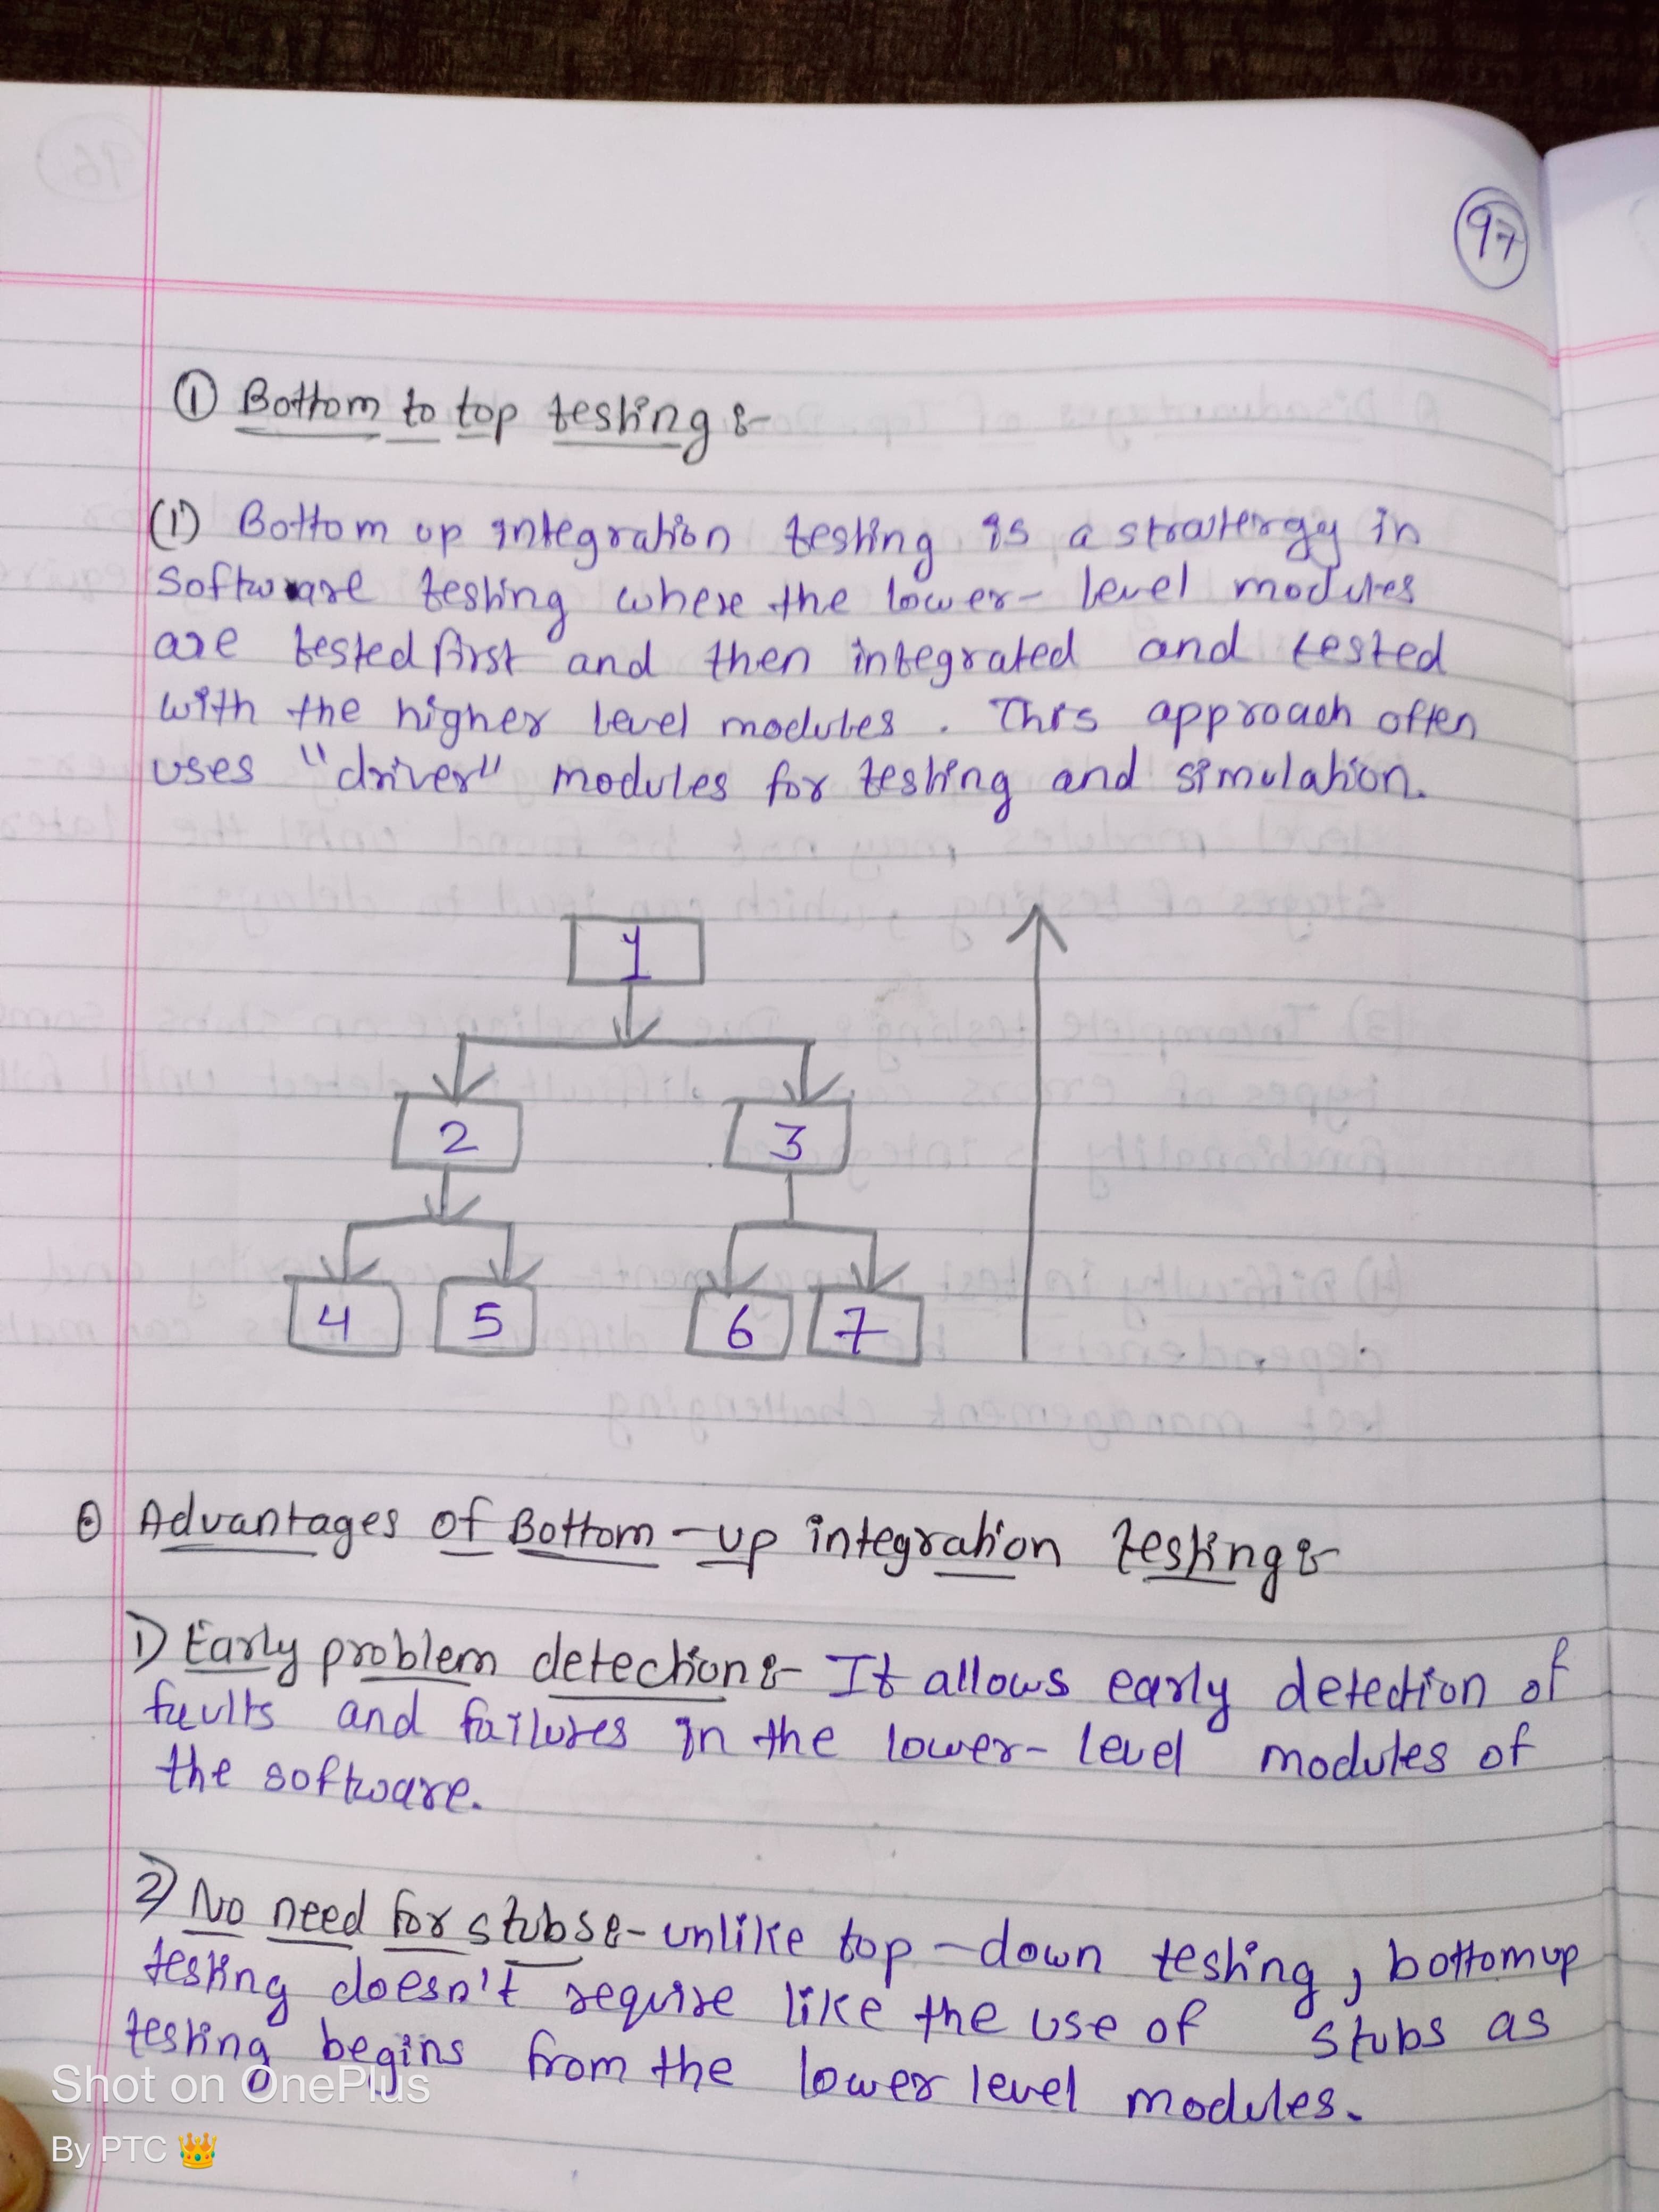 97
① Bottom to top testing :-
(1) Bottom up integration testing is a stratergy in
Software testing where the lower- level modules
are tested first and then integrated and tested
with the higher level modules. This approach often
uses "driver" modules for testing and simulation.
1
2 3
4 5 6 7
Advantages of Bottom-up integration testing :-
1) Early problem detection :- It allows early detection of
faults and failures in the lower- level modules of
the software.
2) No need for stubs :- unlike top-down testing, bottom up
testing doesn't require like the use of stubs as
testing begins from the lower level modules.
Shot on OnePlus
By PTC 👑